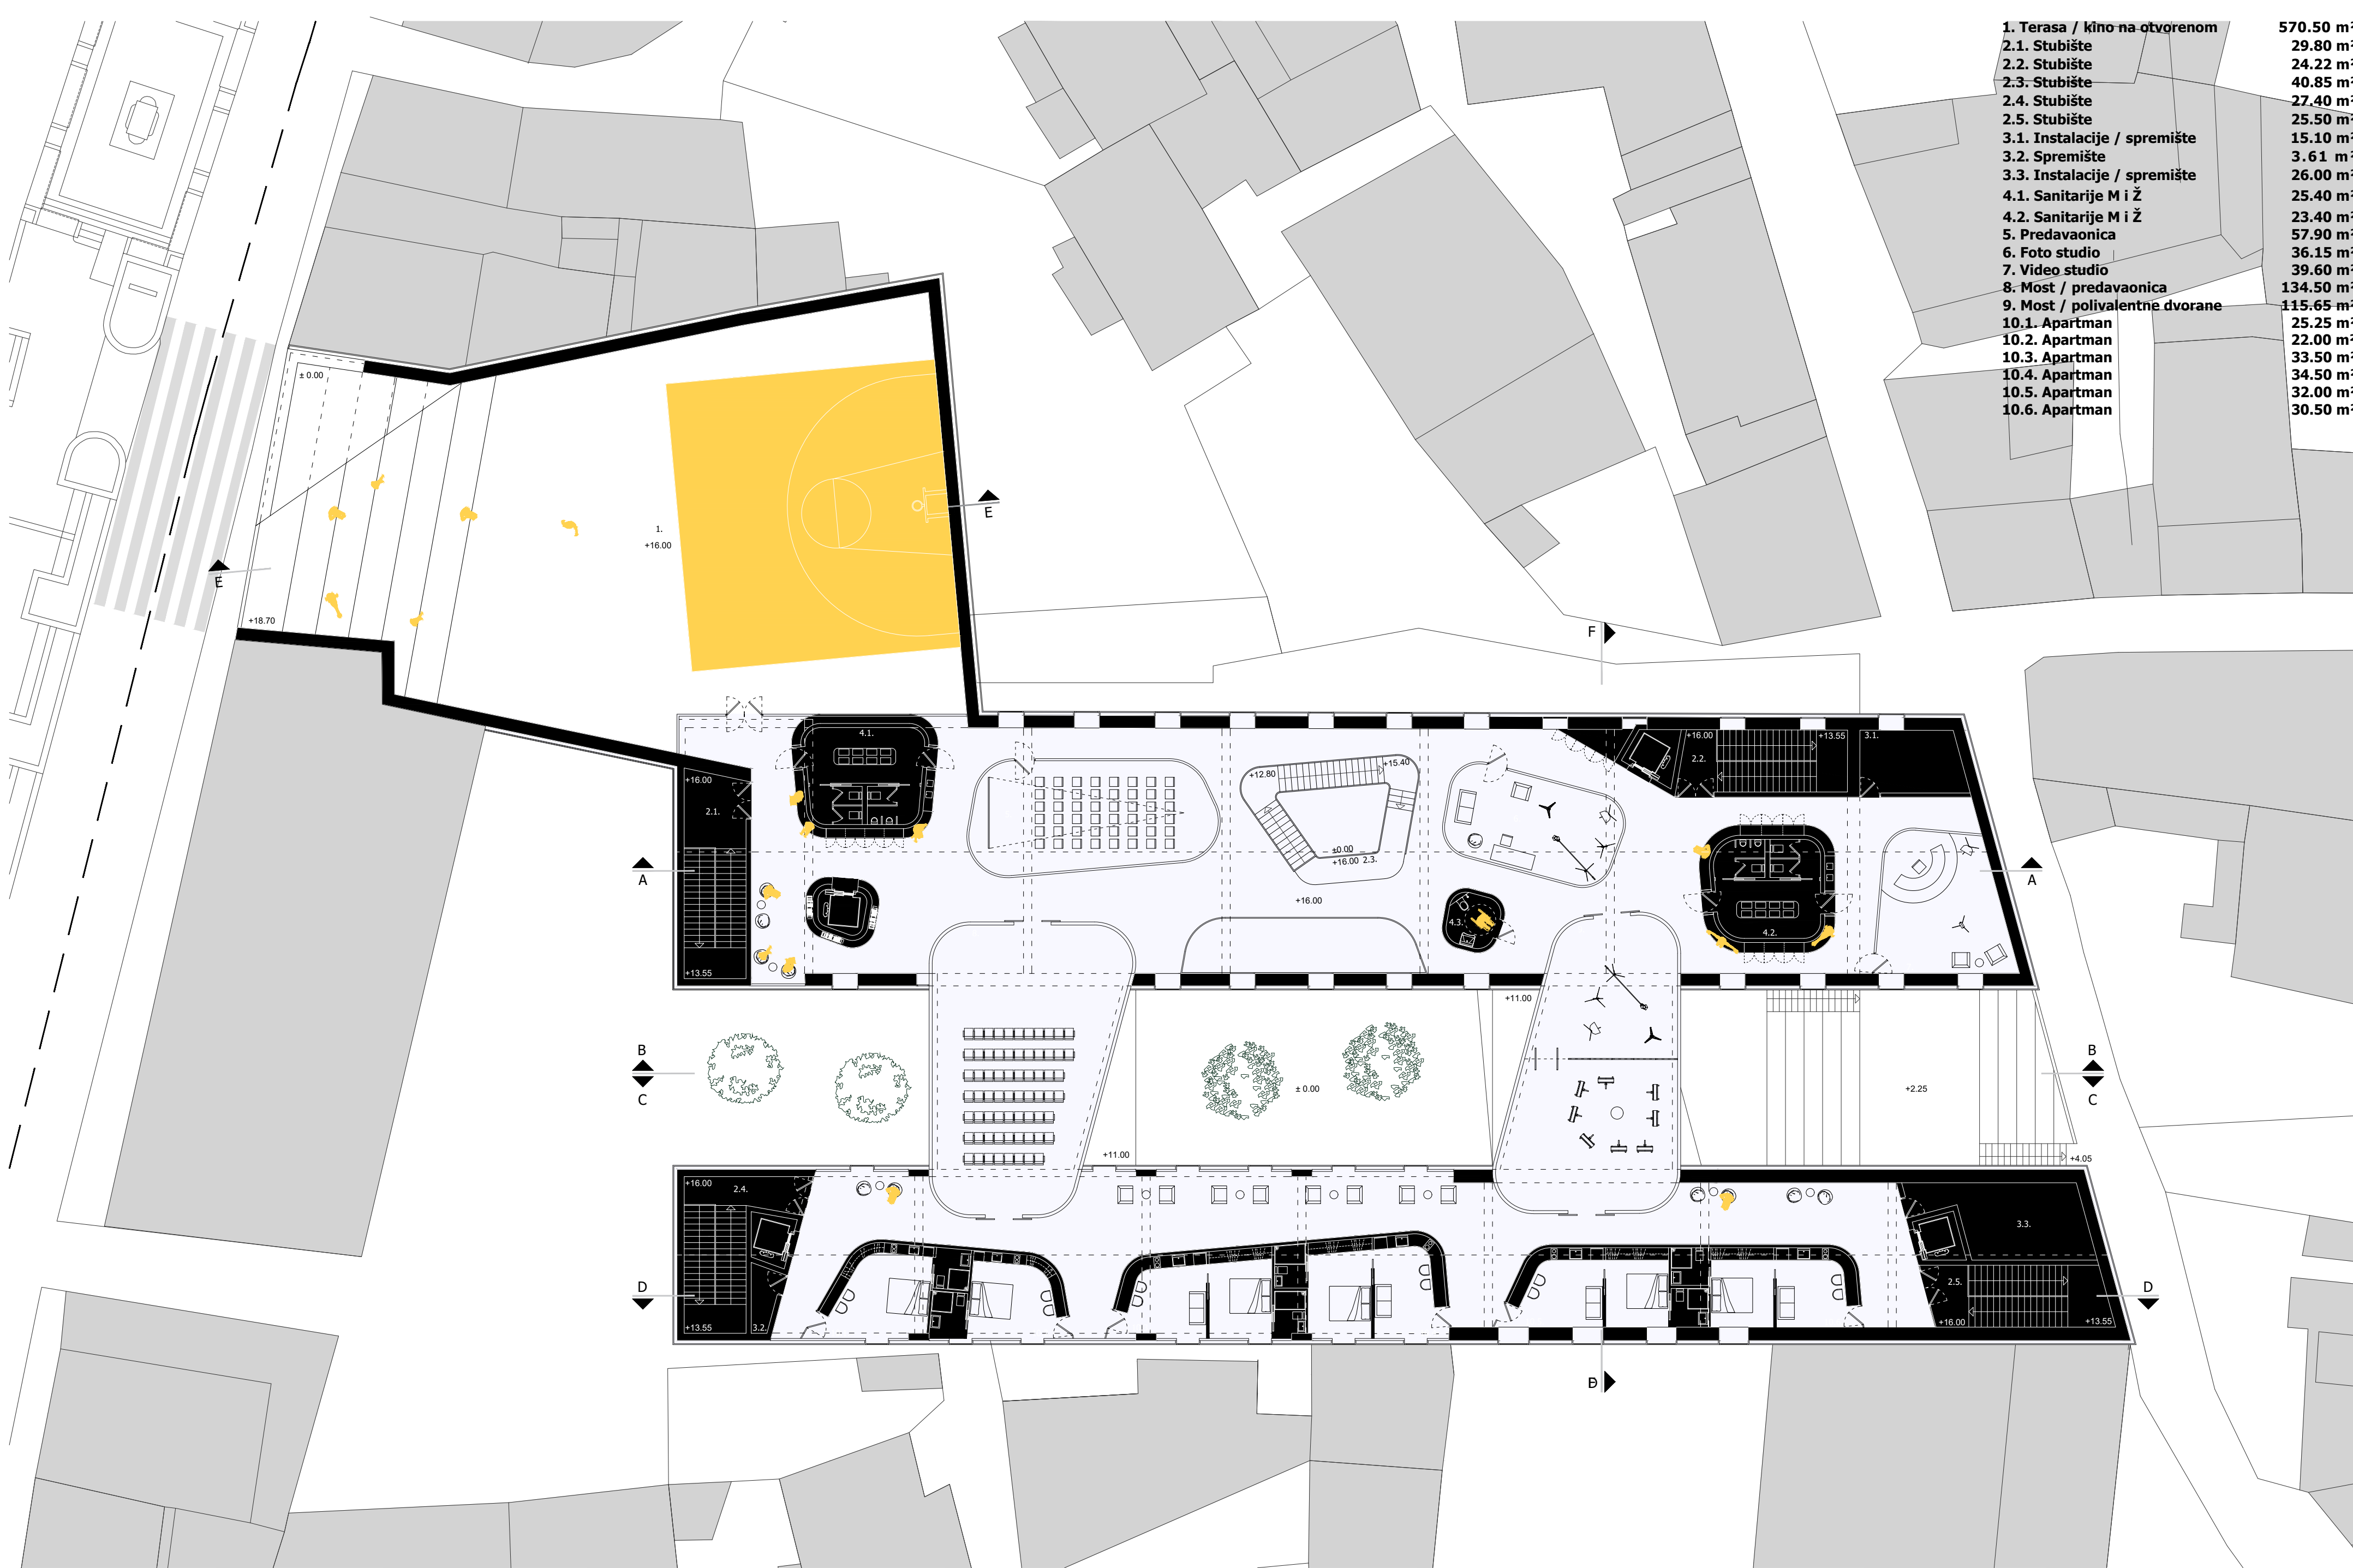 1. Terasa / kino na otvorenom 570.50 m²
2.1. Stubište 29.80 m²
2.2. Stubište 24.22 m²
2.3. Stubište 40.85 m²
2.4. Stubište 27.40 m²
2.5. Stubište 25.50 m²
3.1. Instalacije / spremište 15.10 m²
3.2. Spremište 3.61 m²
3.3. Instalacije / spremište 26.00 m²
4.1. Sanitarije M i Ž 25.40 m²
4.2. Sanitarije M i Ž 23.40 m²
5. Predavaonica 57.90 m²
6. Foto studio 36.15 m²
7. Video studio 39.60 m²
8. Most / predavaonica 134.50 m²
9. Most / polivalentne dvorane 115.65 m²
10.1. Apartman 25.25 m²
10.2. Apartman 22.00 m²
10.3. Apartman 33.50 m²
10.4. Apartman 34.50 m²
10.5. Apartman 32.00 m²
10.6. Apartman 30.50 m²
± 0.00
E
1.
+16.00
E
+18.70
F
4.1.
+16.00
+13.55
3.1.
2.2.
+15.40
+12.80
+16.00
2.1.
±0.00
+16.00 2.3.
A
A
+16.00
4.3.
4.2.
+13.55
+11.00
B
C
± 0.00
+2.25
B
C
+11.00
+4.05
+16.00
2.4.
3.3.
D
2.5.
D
+13.55
3.2.
+16.00
+13.55